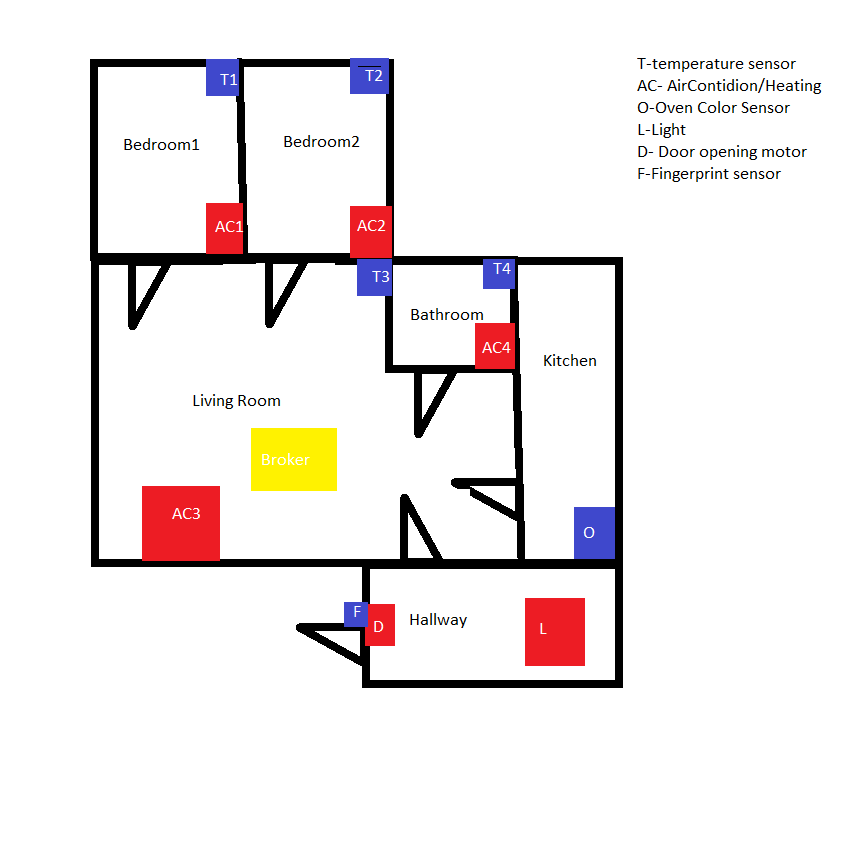 T1
T2
T-temperature sensor
AC- AirContidion/Heating
O-Oven Color Sensor
L-Light
D- Door opening motor
F-Fingerprint sensor
Bedroom1
Bedroom2
AC1
AC2
T3
T4
Bathroom
AC4
Kitchen
Living Room
Broker
AC3
O
F
D
Hallway
L